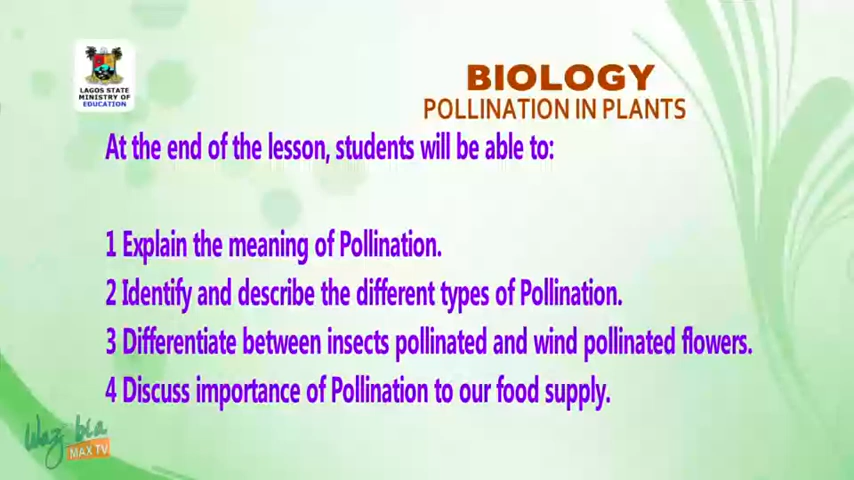 LAGOS STATE
MINISTRY OF
EDUCATION
BIOLOGY
POLLINATION IN PLANTS
At the end of the lesson, students will be able to:
1 Explain the meaning of Pollination.
2 Identify and describe the different types of Pollination.
3 Differentiate between insects pollinated and wind pollinated flowers.
4 Discuss importance of Pollination to our food supply.
Wazobia
MAX TV